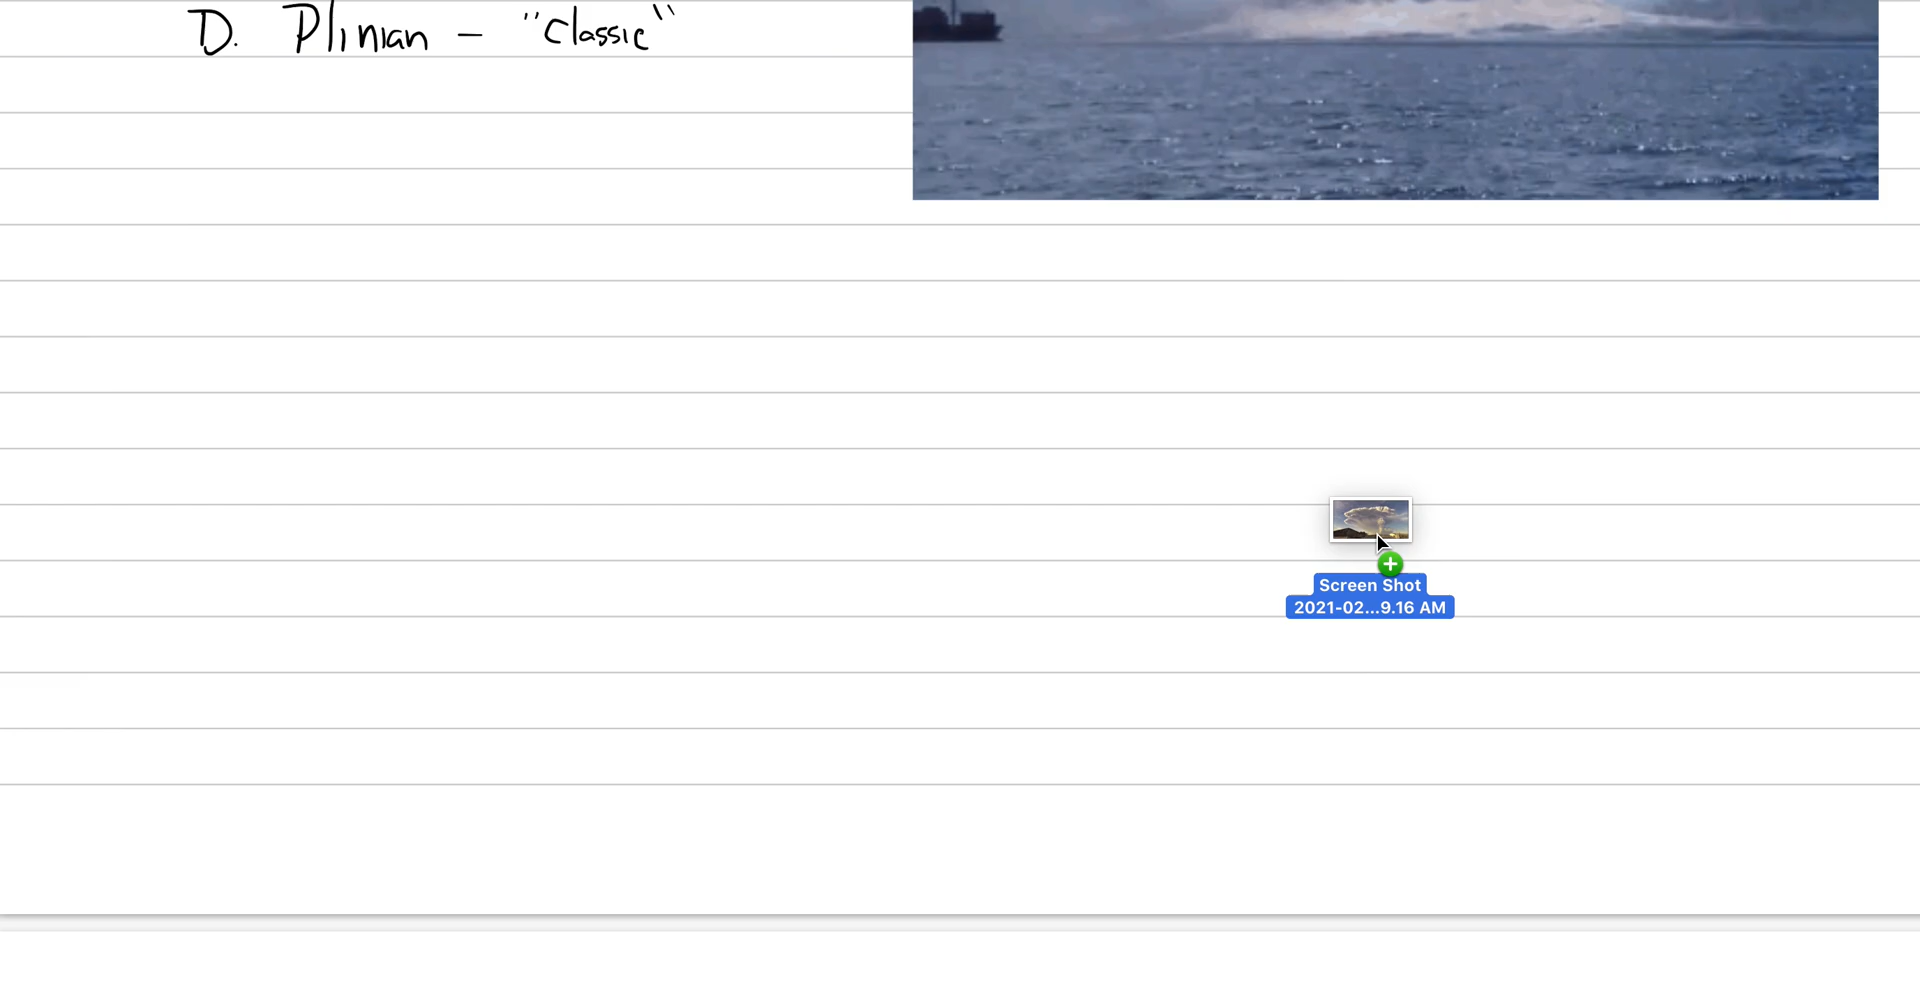 D. Plinian - "classic"
Screen Shot
2021-02...9.16 AM